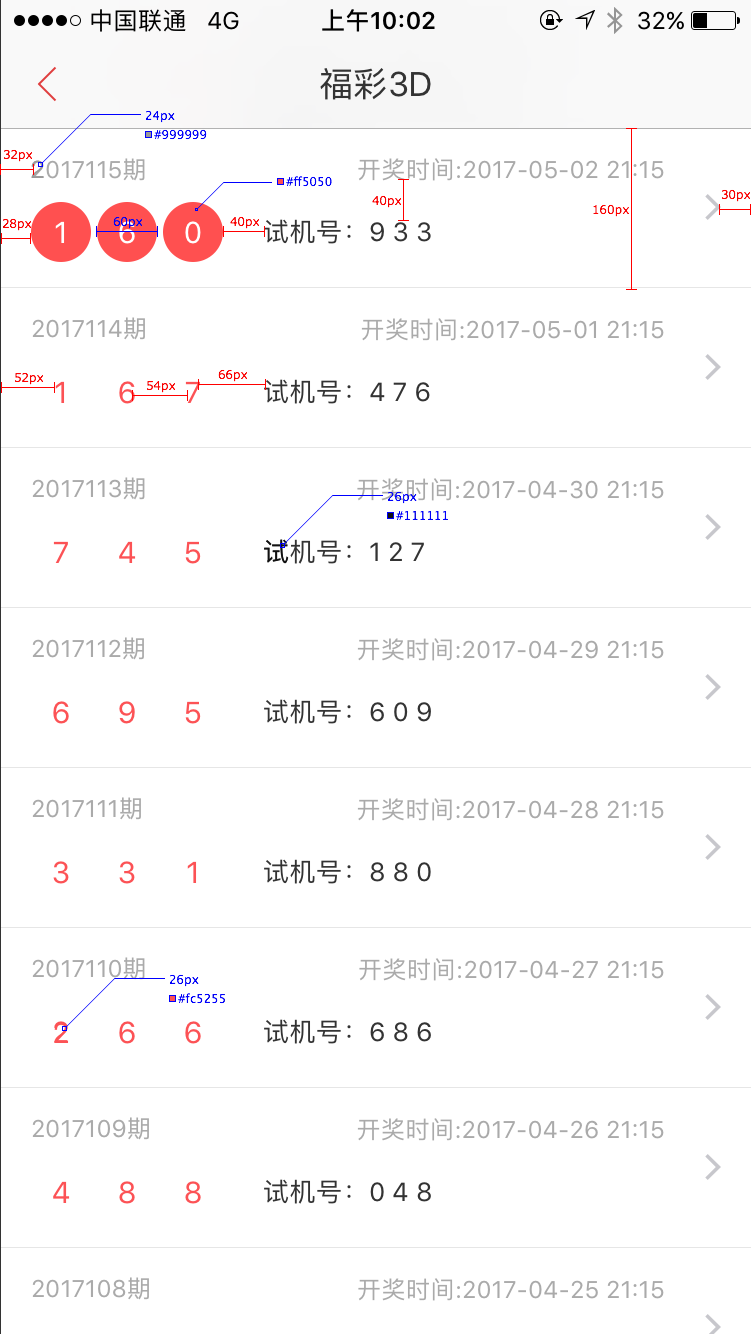 中国联通 4G 上午10:02 32%
福彩3D
24px
#999999
32px
2017115期 开奖时间:2017-05-02 21:15
#ff5050
40px 160px 30px
28px 1 6 0 60px 40px 试机号：9 3 3
2017114期 开奖时间:2017-05-01 21:15
52px 1 6 54px 7 66px 试机号：4 7 6
2017113期 开奖时间:2017-04-30 21:15
26px
#111111
7 4 5 试机号：1 2 7
2017112期 开奖时间:2017-04-29 21:15
6 9 5 试机号：6 0 9
2017111期 开奖时间:2017-04-28 21:15
3 3 1 试机号：8 8 0
2017110期 开奖时间:2017-04-27 21:15
26px
#fc5255
2 6 6 试机号：6 8 6
2017109期 开奖时间:2017-04-26 21:15
4 8 8 试机号：0 4 8
2017108期 开奖时间:2017-04-25 21:15